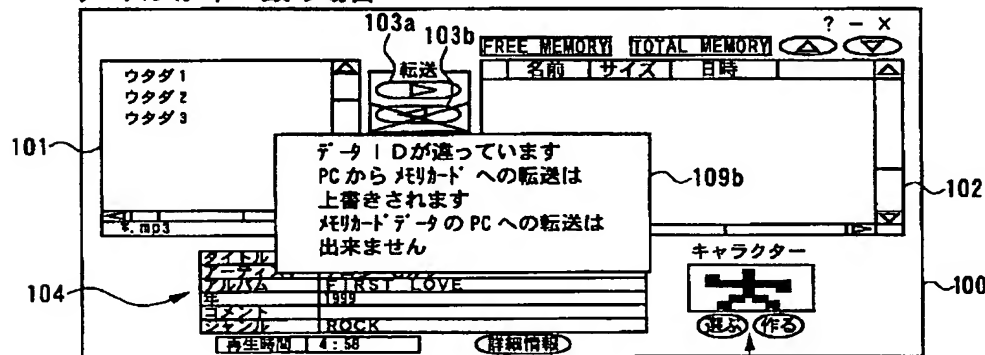 103a
103b
? - ×
FREE MEMORY TOTAL MEMORY
転送
名前 サイズ 日時
ウタダ1
ウタダ2
ウタダ3
101
データIDが違っています
PCからメモリカードへの転送は
上書きされます
メモリカードデータのPCへの転送は
出来ません
109b
102
*.mp3
タイトル
キャラクター
アーティスト
アルバム FIRST LOVE
104
100
年 1999
コメント
ジャンル ROCK
選ぶ 作る
再生時間 4:58 詳細情報